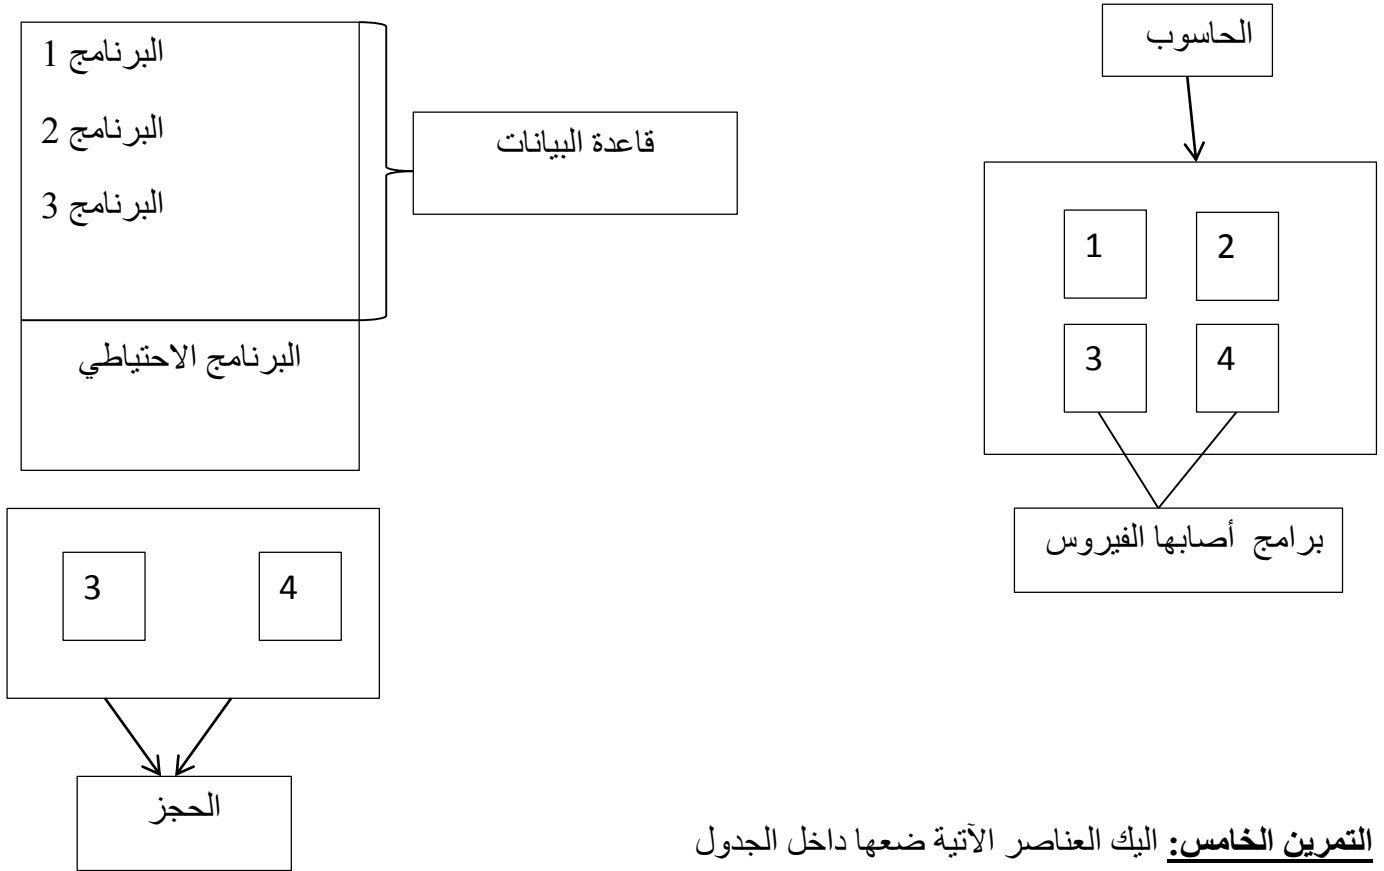 الحاسوب
البرنامج 1
البرنامج 2
قاعدة البيانات
البرنامج 3
1
2
3
4
البرنامج الاحتياطي
برامج أصابها الفيروس
3
4
الحجز
التمرين الخامس: اليك العناصر الآتية ضعها داخل الجدول